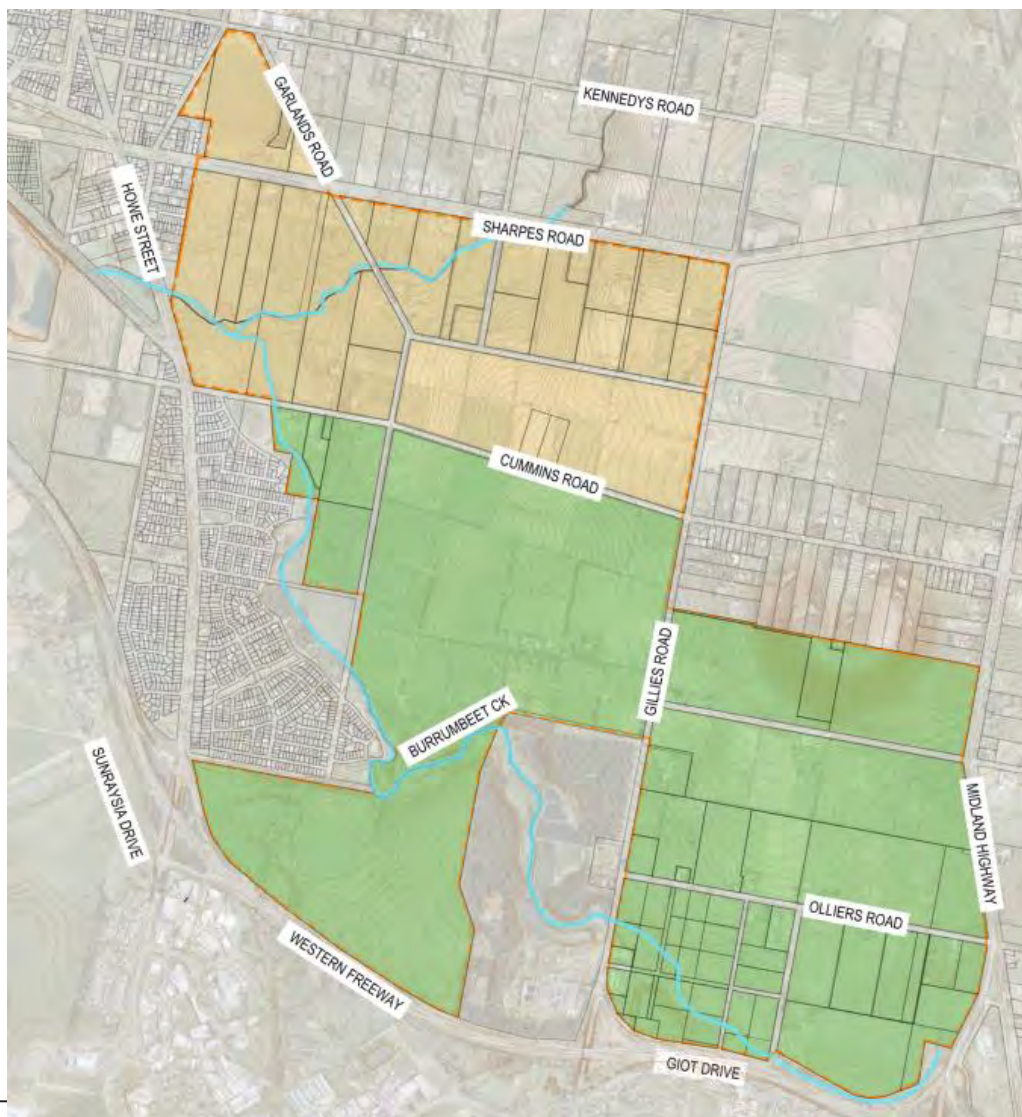 KENNEDYS ROAD
GARLANDS ROAD
HOWE STREET
SHARPES ROAD
CUMMINS ROAD
GILLIES ROAD
BURRUMBEET CK
SUNRAYSIA DRIVE
MIDLAND HIGHWAY
OLLIERS ROAD
WESTERN FREEWAY
GIOT DRIVE